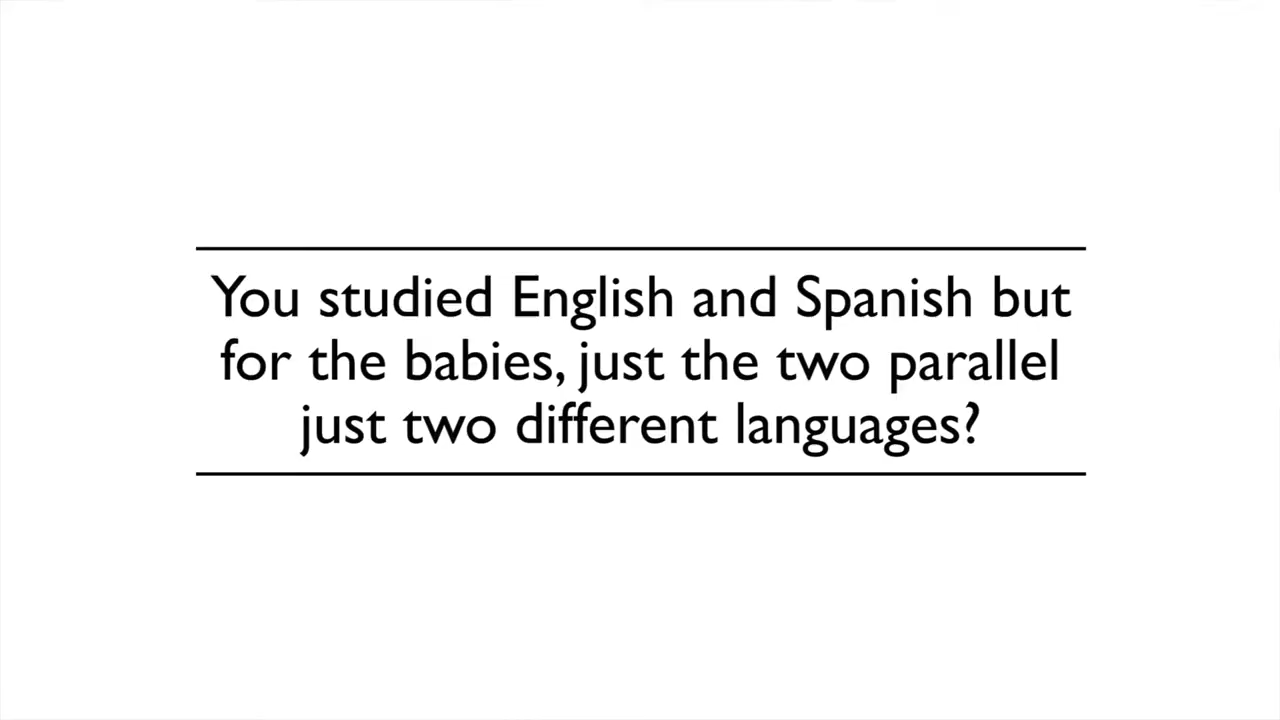 You studied English and Spanish but
for the babies, just the two parallel
just two different languages?